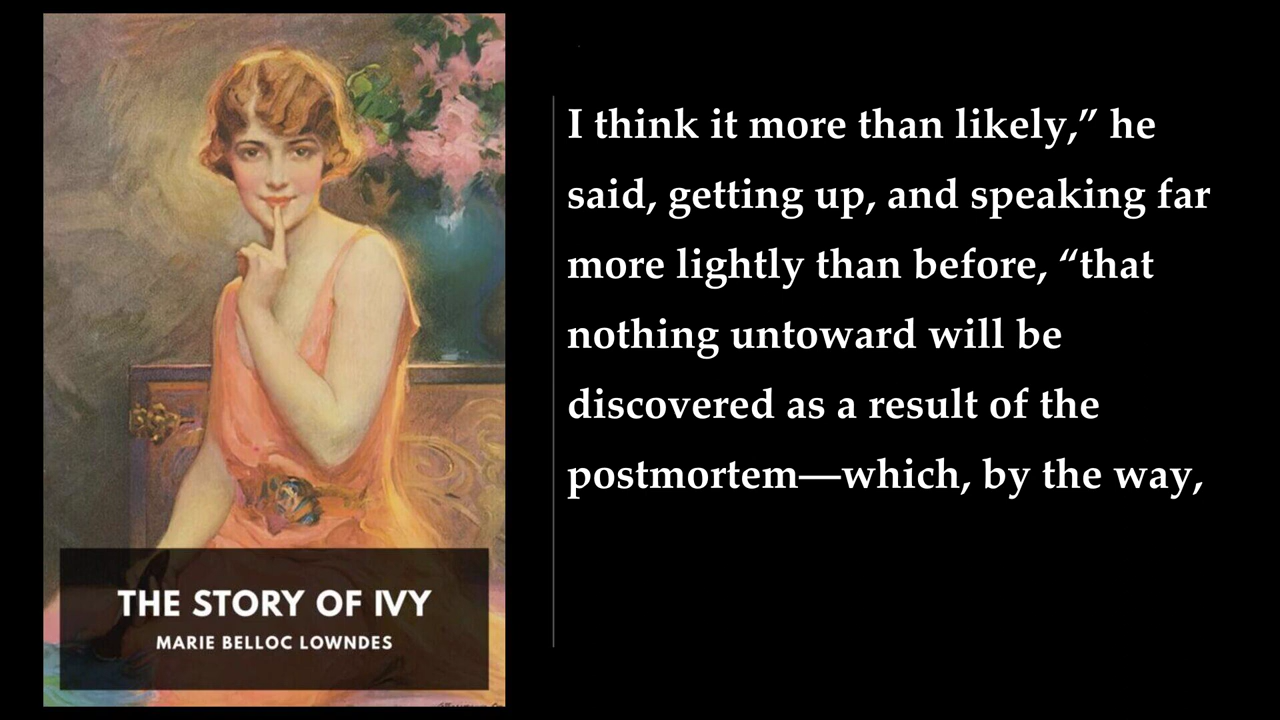 THE STORY OF IVY
MARIE BELLOC LOWNDES
I think it more than likely,” he
said, getting up, and speaking far
more lightly than before, “that
nothing untoward will be
discovered as a result of the
postmortem—which, by the way,